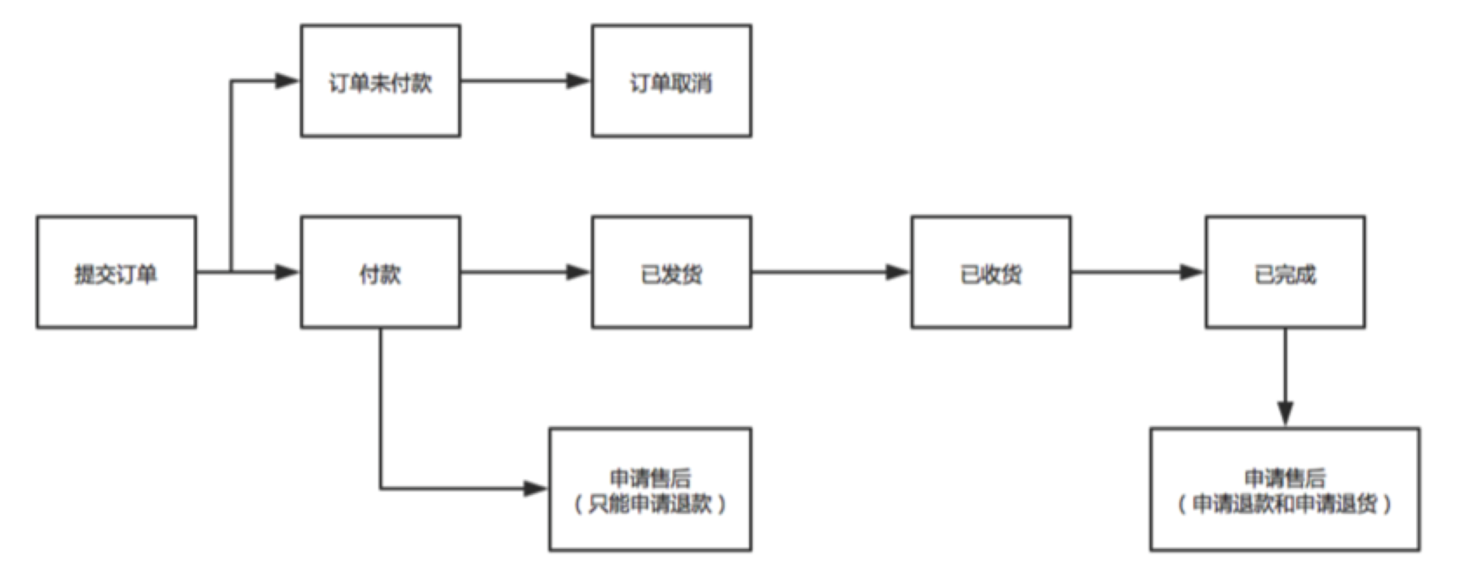 订单未付款
订单取消
提交订单
付款
已发货
已收货
已完成
申请售后
（只能申请退款）
申请售后
（申请退款和申请退货）